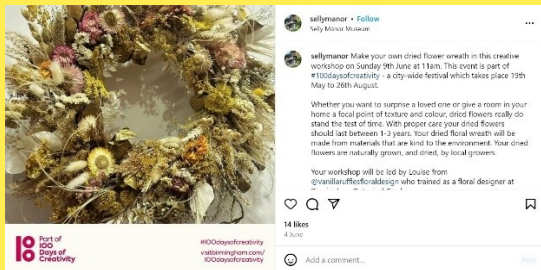 Part of
100
Days of
Creativity
#100daysofcreativity
visitbirmingham.com/
100daysofcreativity
sellymanor • Follow
Selly Manor Museum
sellymanor Make your own dried flower wreath in this creative
workshop on Sunday 9th June at 11am. This event is part of
#100daysofcreativity - a city-wide festival which takes place 19th
May to 26th August.
Whether you want to surprise a loved one or give a room in your
home a focal point of texture and colour, dried flowers really do
stand the test of time. With proper care your dried flowers
should last between 1-3 years. Your dried floral wreath will be
made from materials that are kind to the environment. Your dried
flowers are naturally grown, and dried, by local growers.
Your workshop will be led by Louise from
@vanillarufflesfloraldesign who trained as a floral designer at
14 likes
4 June
Add a comment...
Post